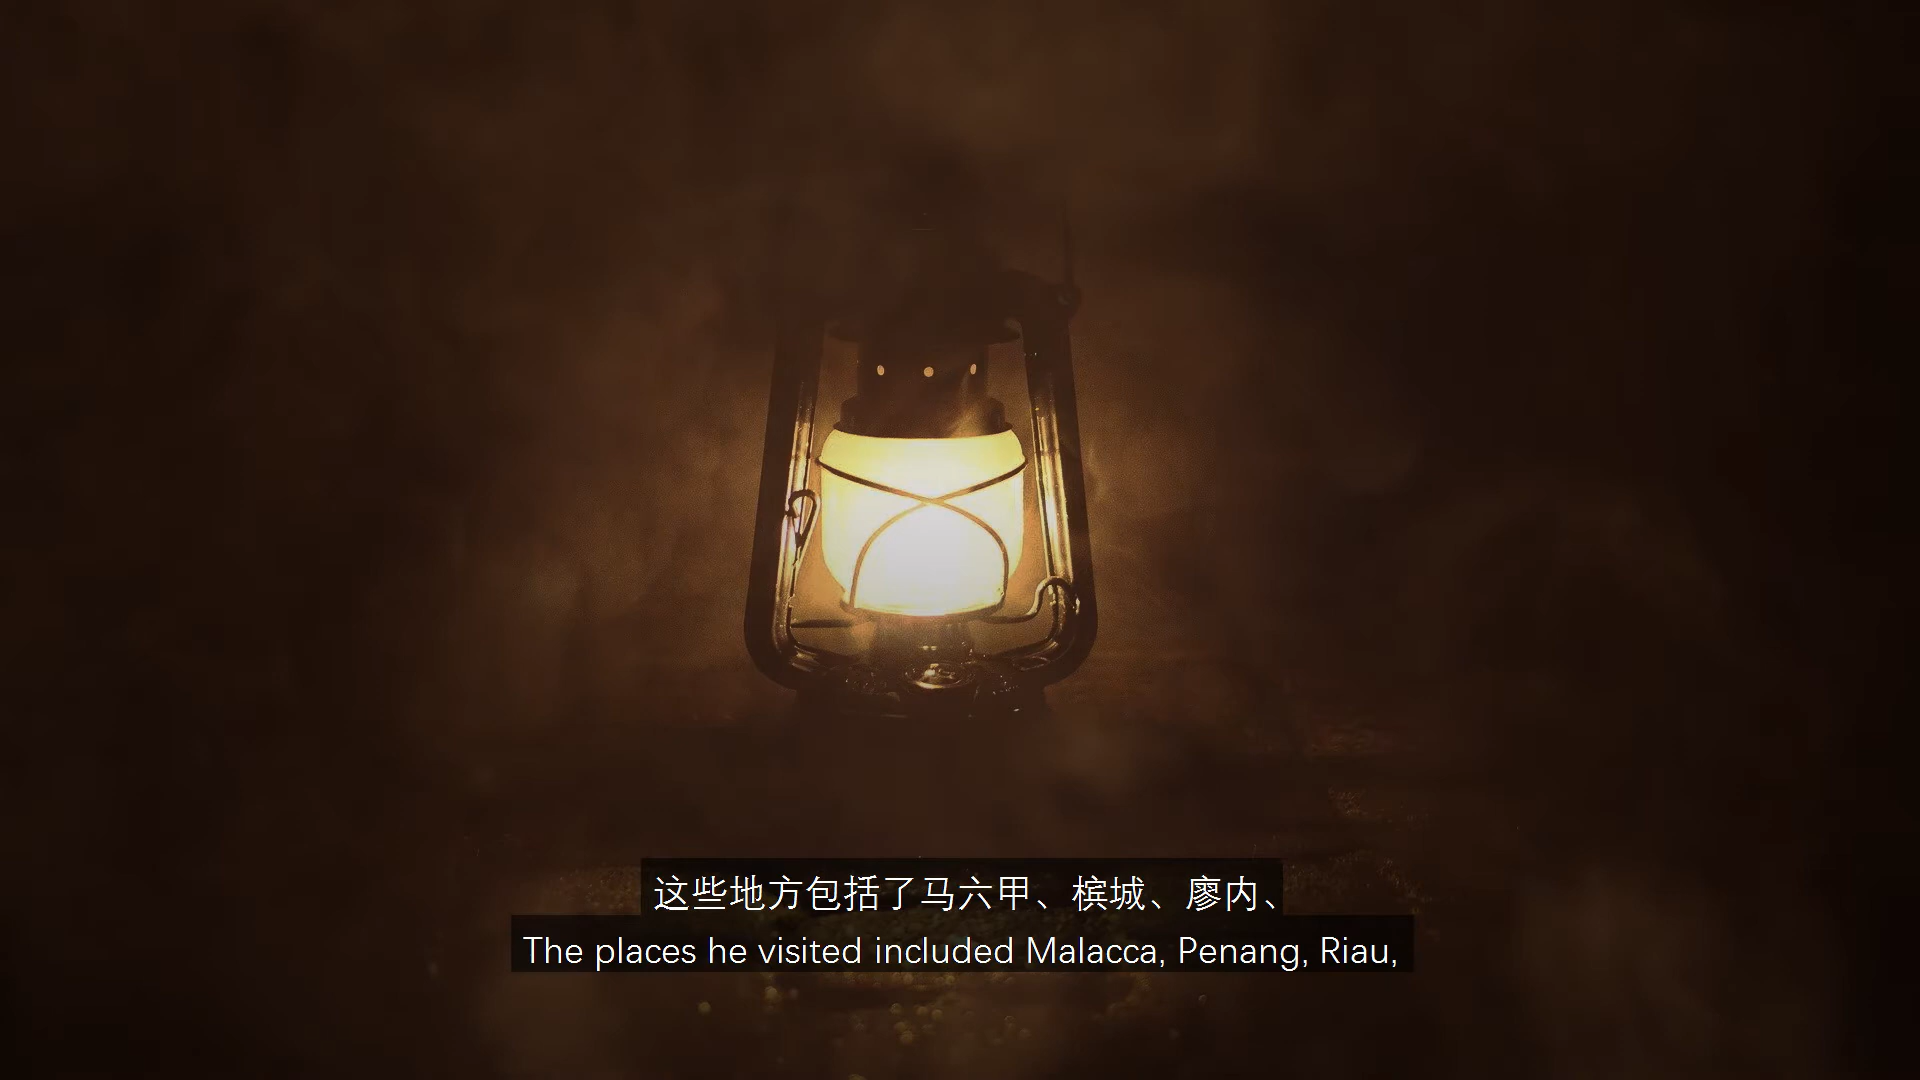 这些地方包括了马六甲、槟城、廖内、
The places he visited included Malacca, Penang, Riau,